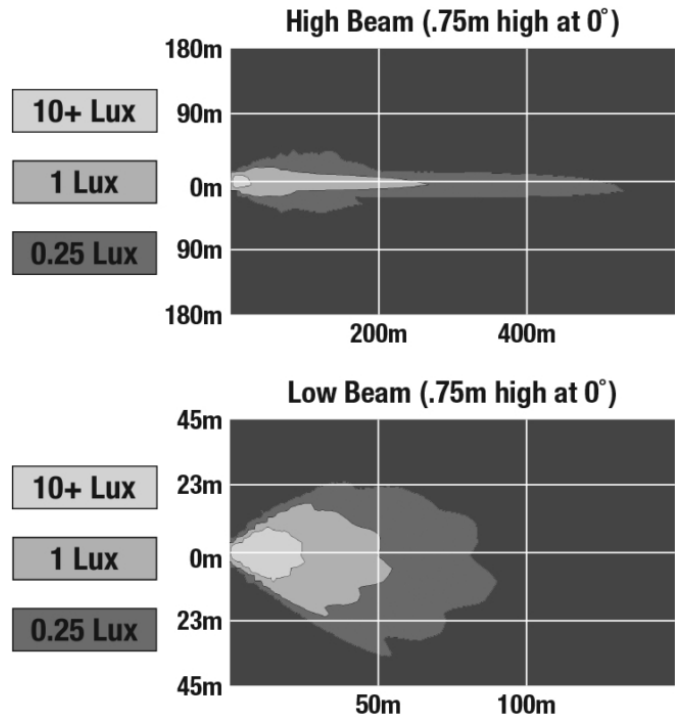 High Beam (.75m high at 0°)
180m
10+ Lux
90m
1 Lux
0m
0.25 Lux
90m
180m
200m
400m
Low Beam (.75m high at 0°)
45m
10+ Lux
23m
1 Lux
0m
0.25 Lux
23m
45m
50m
100m